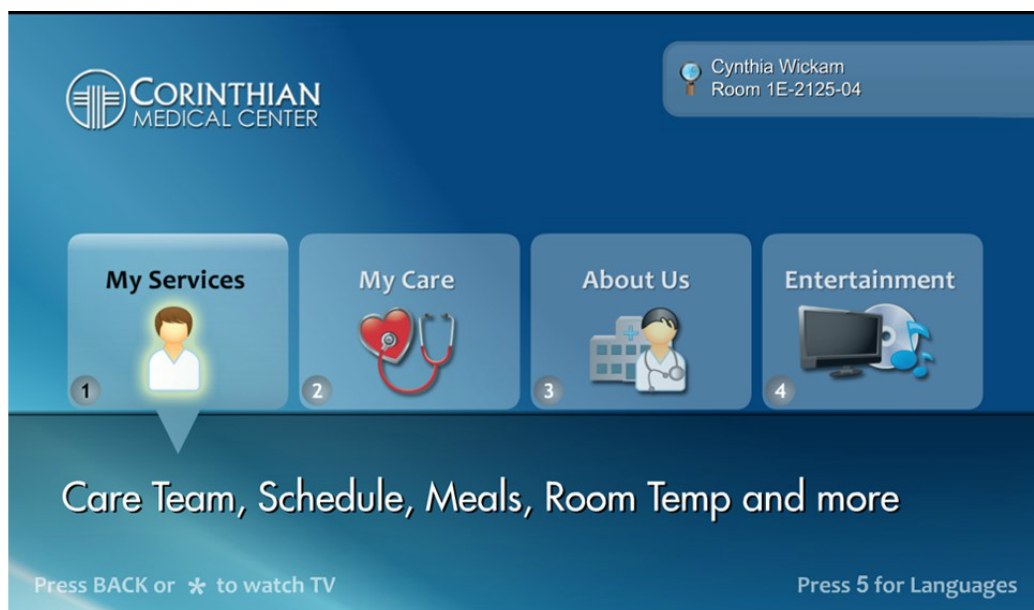 CORINTHIAN
MEDICAL CENTER
Cynthia Wickam
Room 1E-2125-04
My Services
1
My Care
2
About Us
3
Entertainment
4
Care Team, Schedule, Meals, Room Temp and more
Press BACK or * to watch TV
Press 5 for Languages